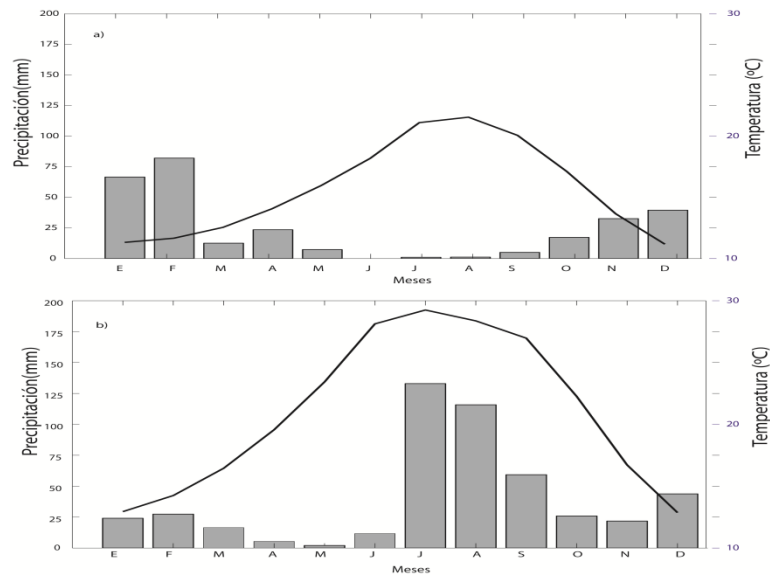 a)
Precipitación(mm)
200
175
150
125
100
75
50
25
0
E F M A M J J A S O N D
Meses
30
20
10
Temperatura (ºC)
b)
Precipitación(mm)
200
175
150
125
100
75
50
25
0
E F M A M J J A S O N D
Meses
30
20
10
Temperatura (ºC)